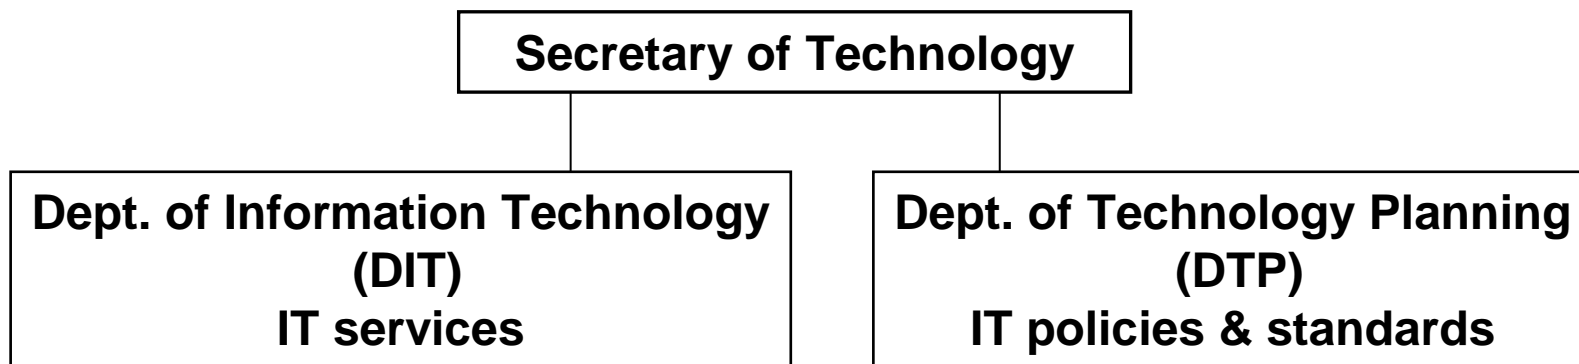 Secretary of Technology
Dept. of Information Technology
(DIT)
IT services
Dept. of Technology Planning
(DTP)
IT policies & standards